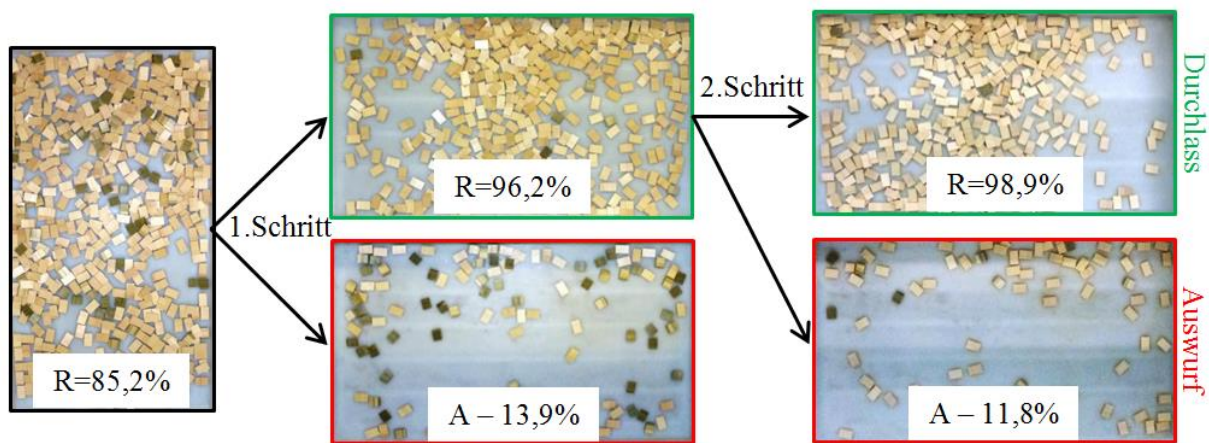 R=85,2%
1.Schritt
R=96,2%
A – 13,9%
2.Schritt
R=98,9%
A – 11,8%
Durchlass
Auswurf